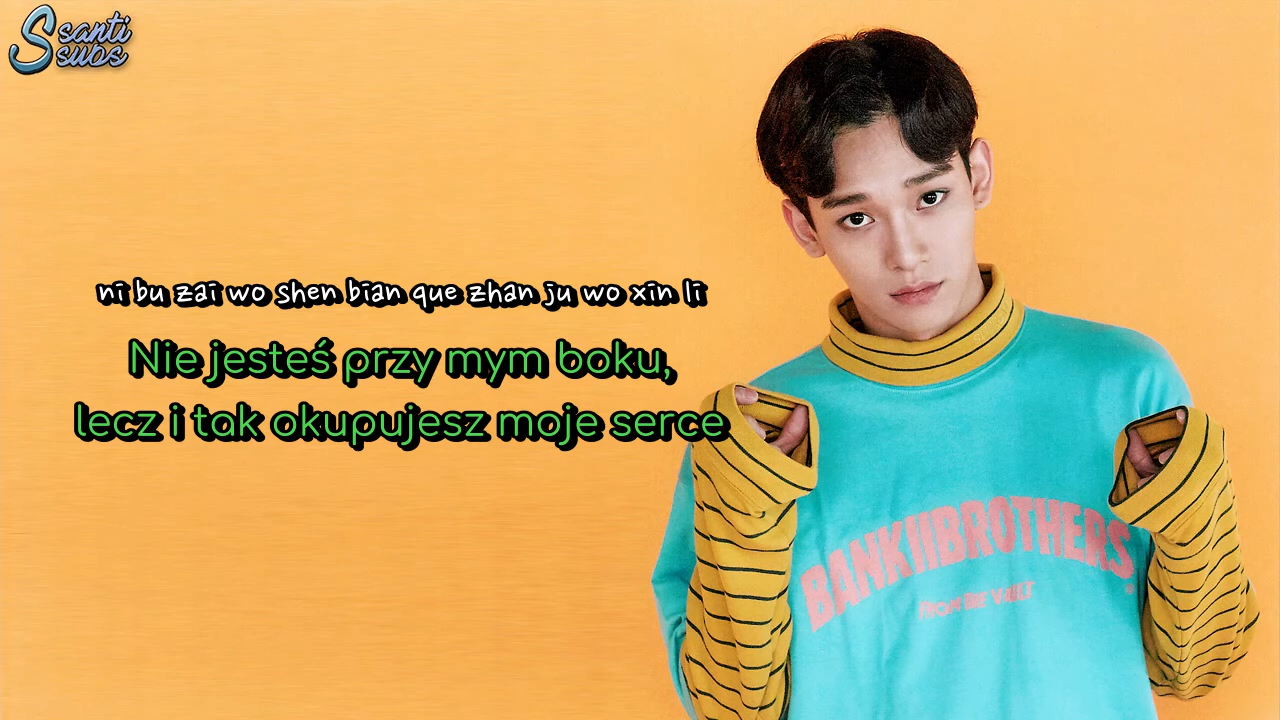 Ssanti
subs
ni bu zai wo shen bian que zhan ju wo xin li
Nie jesteś przy mym boku,
lecz i tak okupujesz moje serce
BANKIIBROTHERS
FROM THE VAULT